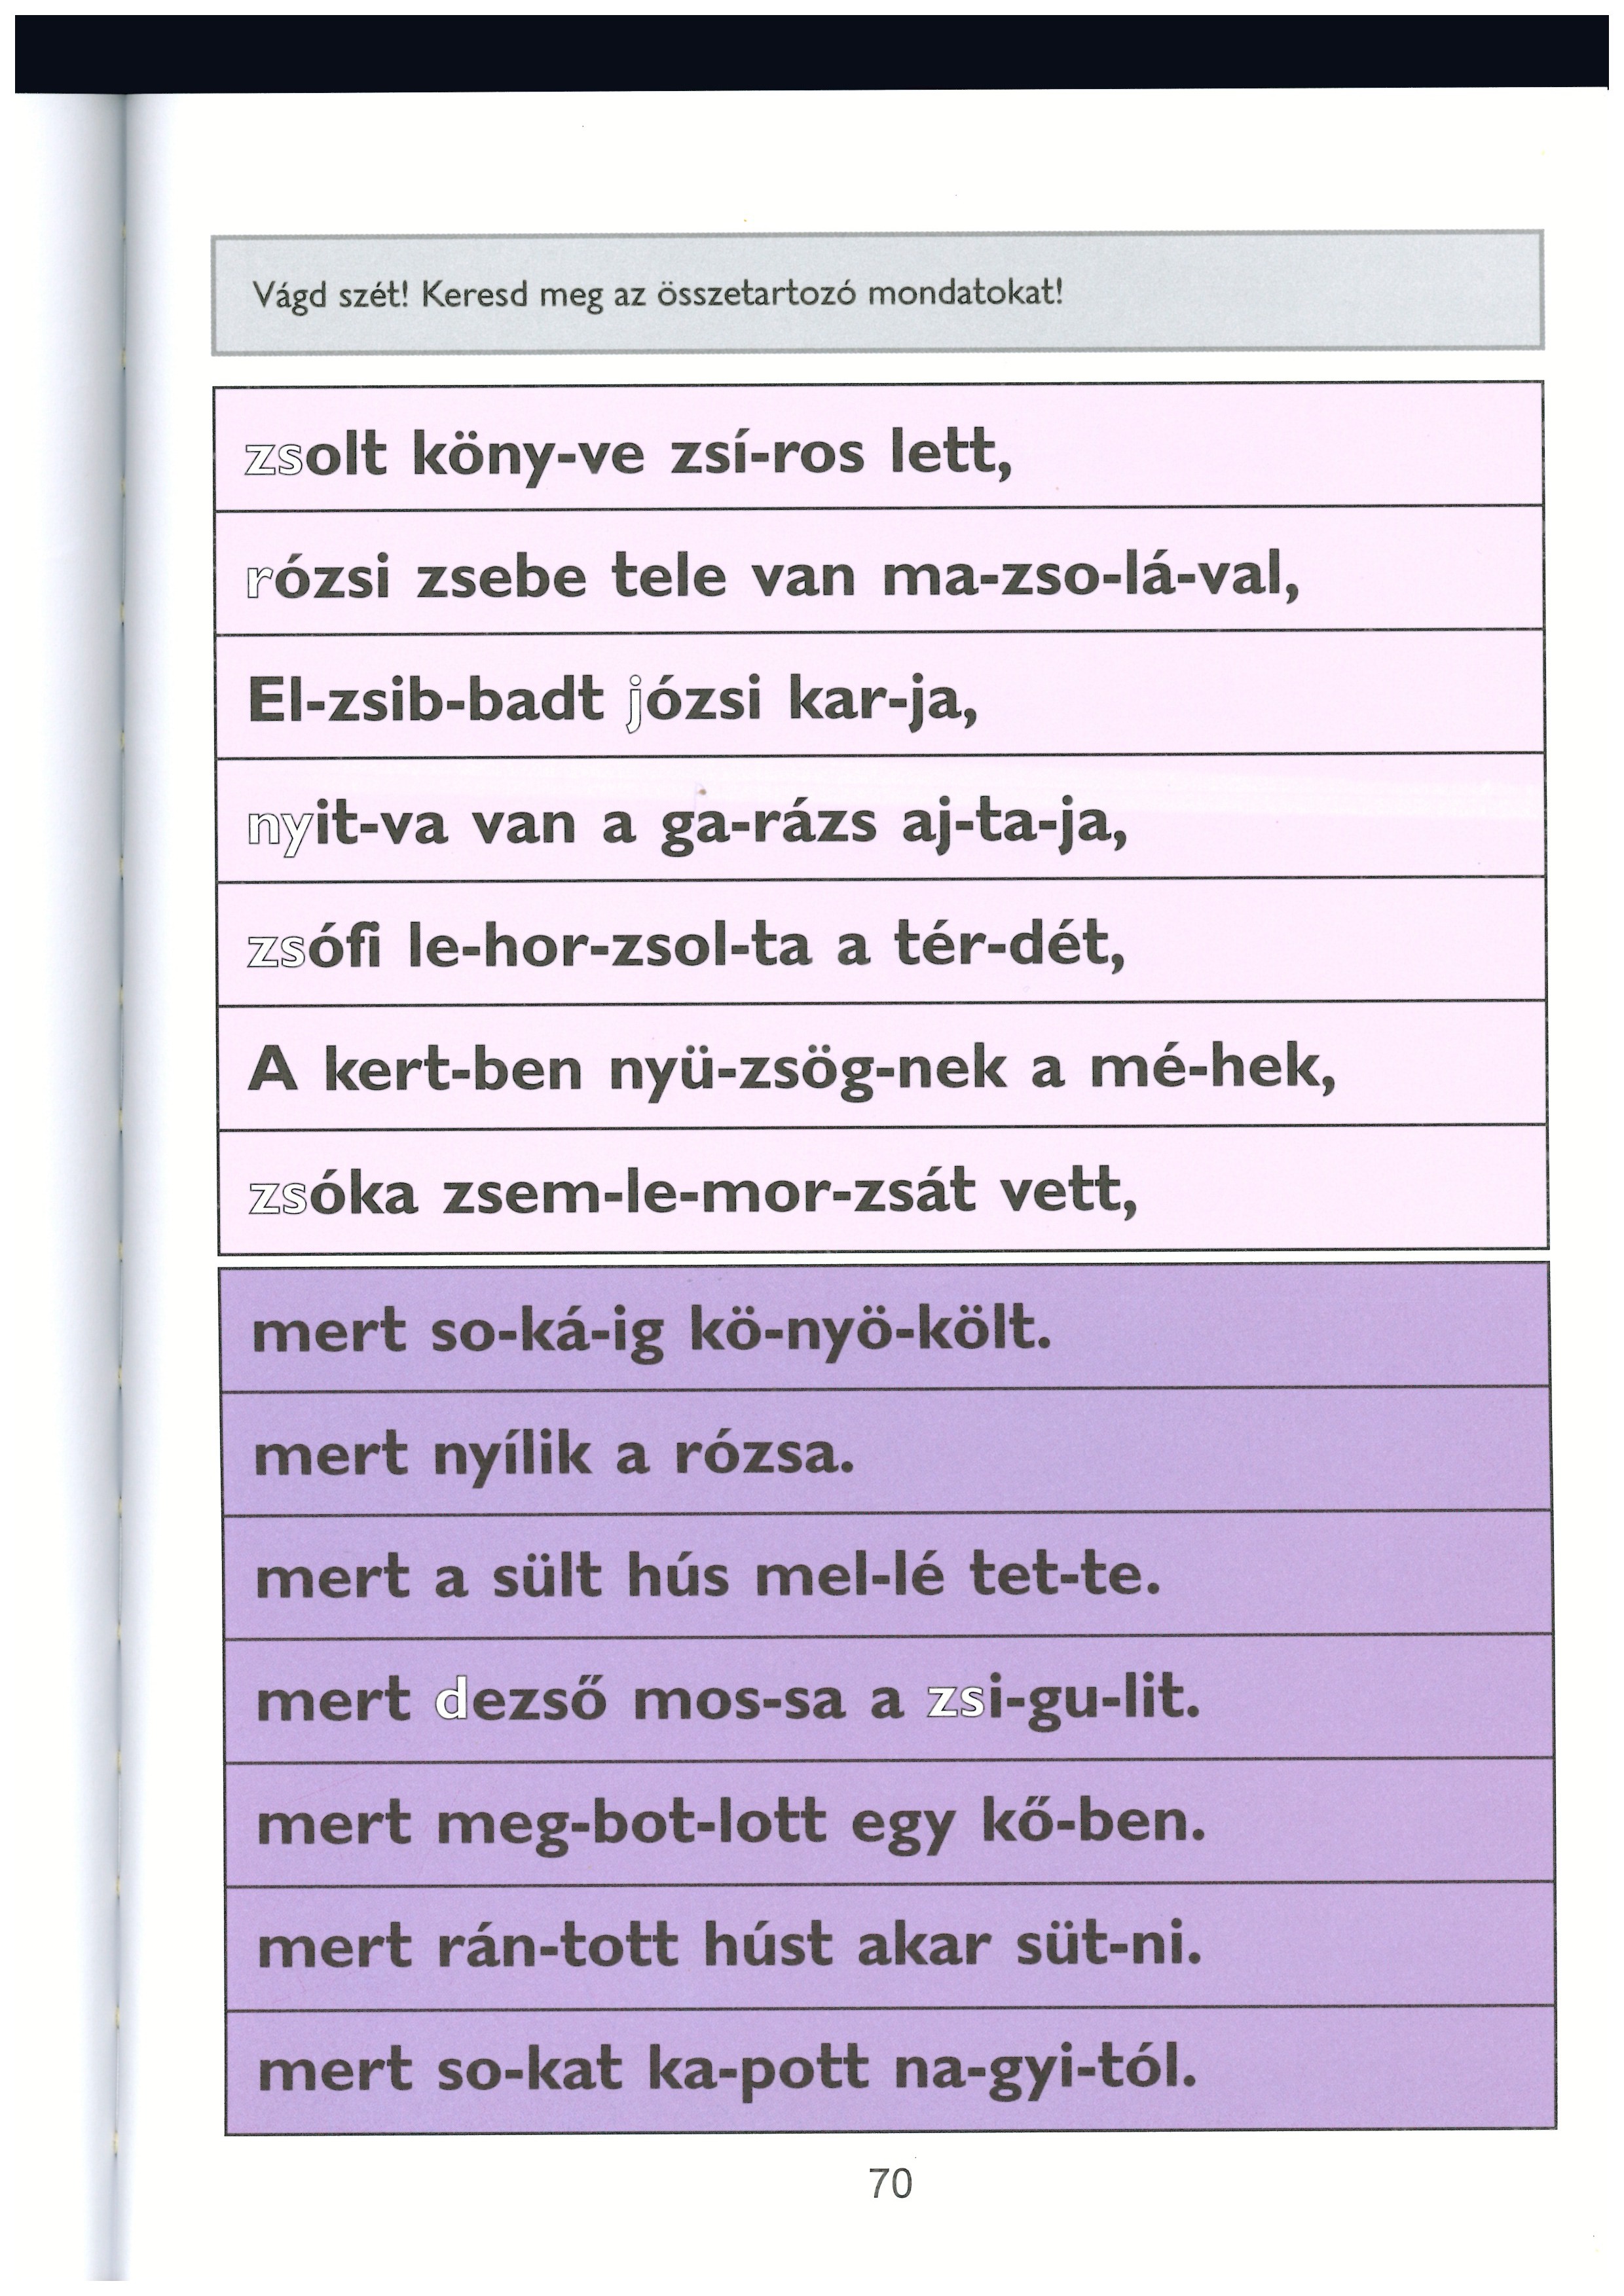 Vágd szét! Keresd meg az összetartozó mondatokat!
zsolt köny-ve zsí-ros lett,
rózsi zsebe tele van ma-zso-lá-val,
El-zsib-badt józsi kar-ja,
nyit-va van a ga-rázs aj-ta-ja,
zsófi le-hor-zsol-ta a tér-dét,
A kert-ben nyü-zsög-nek a mé-hek,
zsóka zsem-le-mor-zsát vett,
mert so-ká-ig kö-nyö-költ.
mert nyílik a rózsa.
mert a sült hús mel-lé tet-te.
mert dezső mos-sa a zsi-gu-lit.
mert meg-bot-lott egy kő-ben.
mert rán-tott húst akar süt-ni.
mert so-kat ka-pott na-gyi-tól.
70